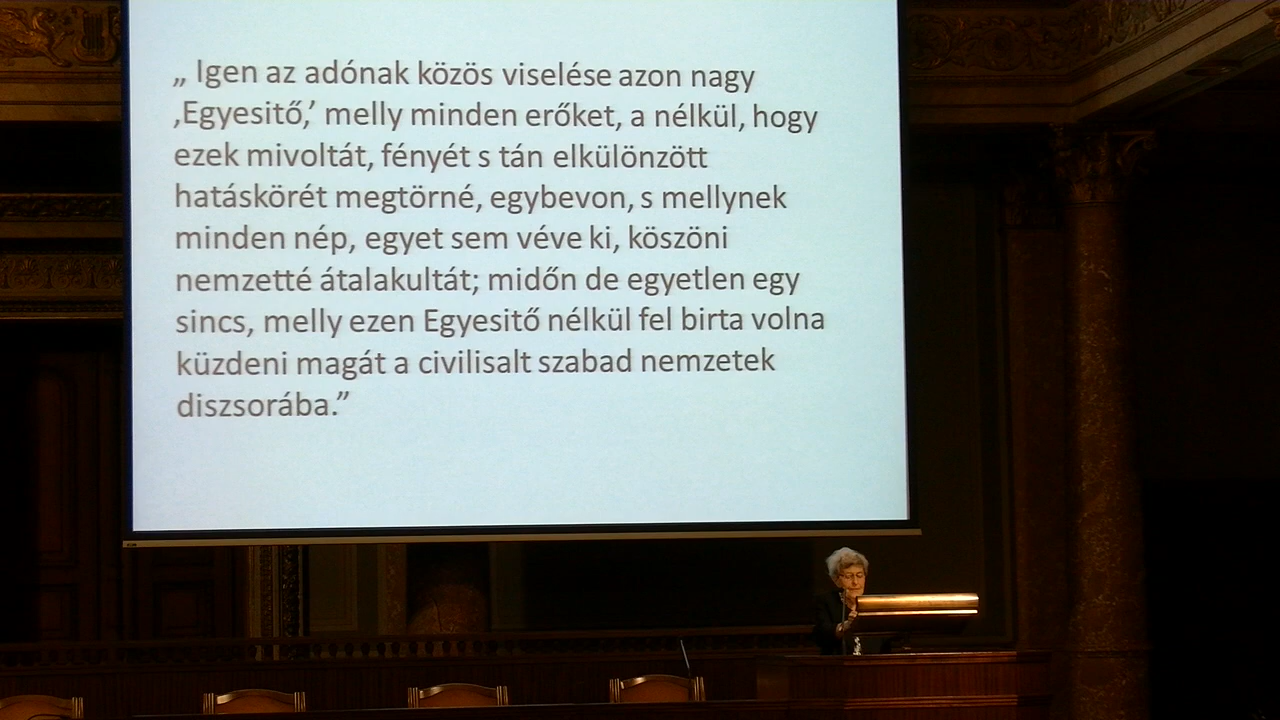 „ Igen az adónak közös viselése azon nagy
‚Egyesitő,’ melly minden erőket, a nélkül, hogy
ezek mivoltát, fényét s tán elkülönzött
hatáskörét megtörné, egybevon, s mellynek
minden nép, egyet sem véve ki, köszöni
nemzetté átalakultát; midőn de egyetlen egy
sincs, melly ezen Egyesitő nélkül fel birta volna
küzdeni magát a civilisalt szabad nemzetek
diszsorába.”